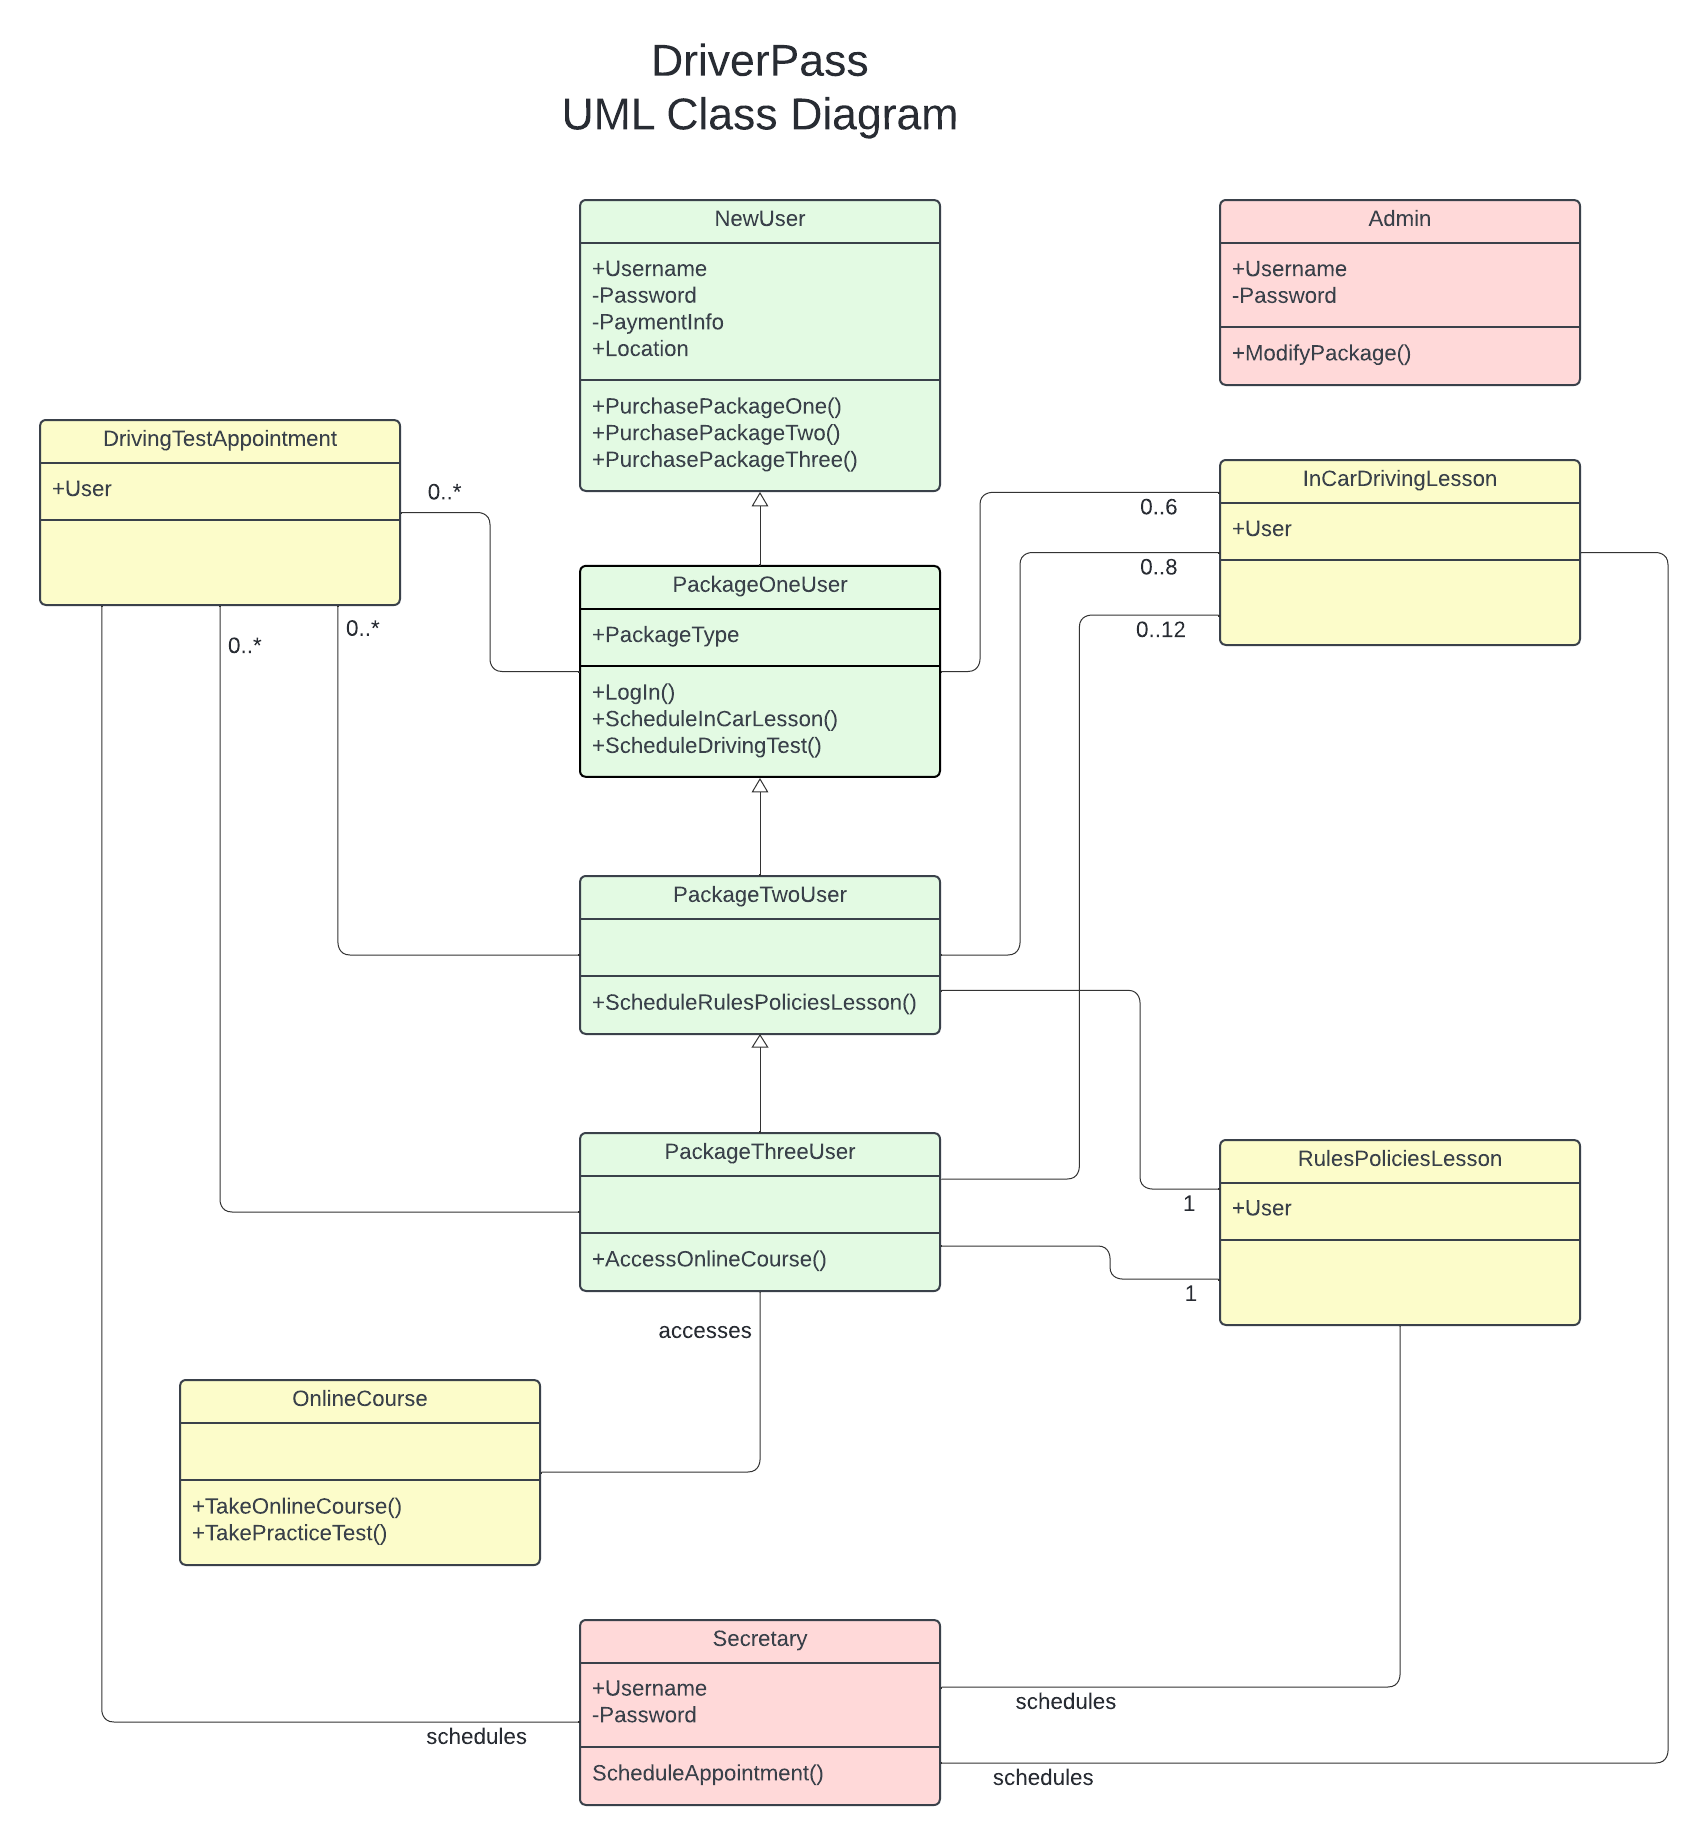 DriverPass
UML Class Diagram
NewUser
+Username
-Password
-PaymentInfo
+Location
+PurchasePackageOne()
+PurchasePackageTwo()
+PurchasePackageThree()
Admin
+Username
-Password
+ModifyPackage()
DrivingTestAppointment
+User
0..*
0..*
0..*
InCarDrivingLesson
+User
0..6
0..8
0..12
PackageOneUser
+PackageType
+LogIn()
+ScheduleInCarLesson()
+ScheduleDrivingTest()
PackageTwoUser
+ScheduleRulesPoliciesLesson()
PackageThreeUser
+AccessOnlineCourse()
accesses
RulesPoliciesLesson
+User
1
1
OnlineCourse
+TakeOnlineCourse()
+TakePracticeTest()
Secretary
+Username
-Password
ScheduleAppointment()
schedules
schedules
schedules